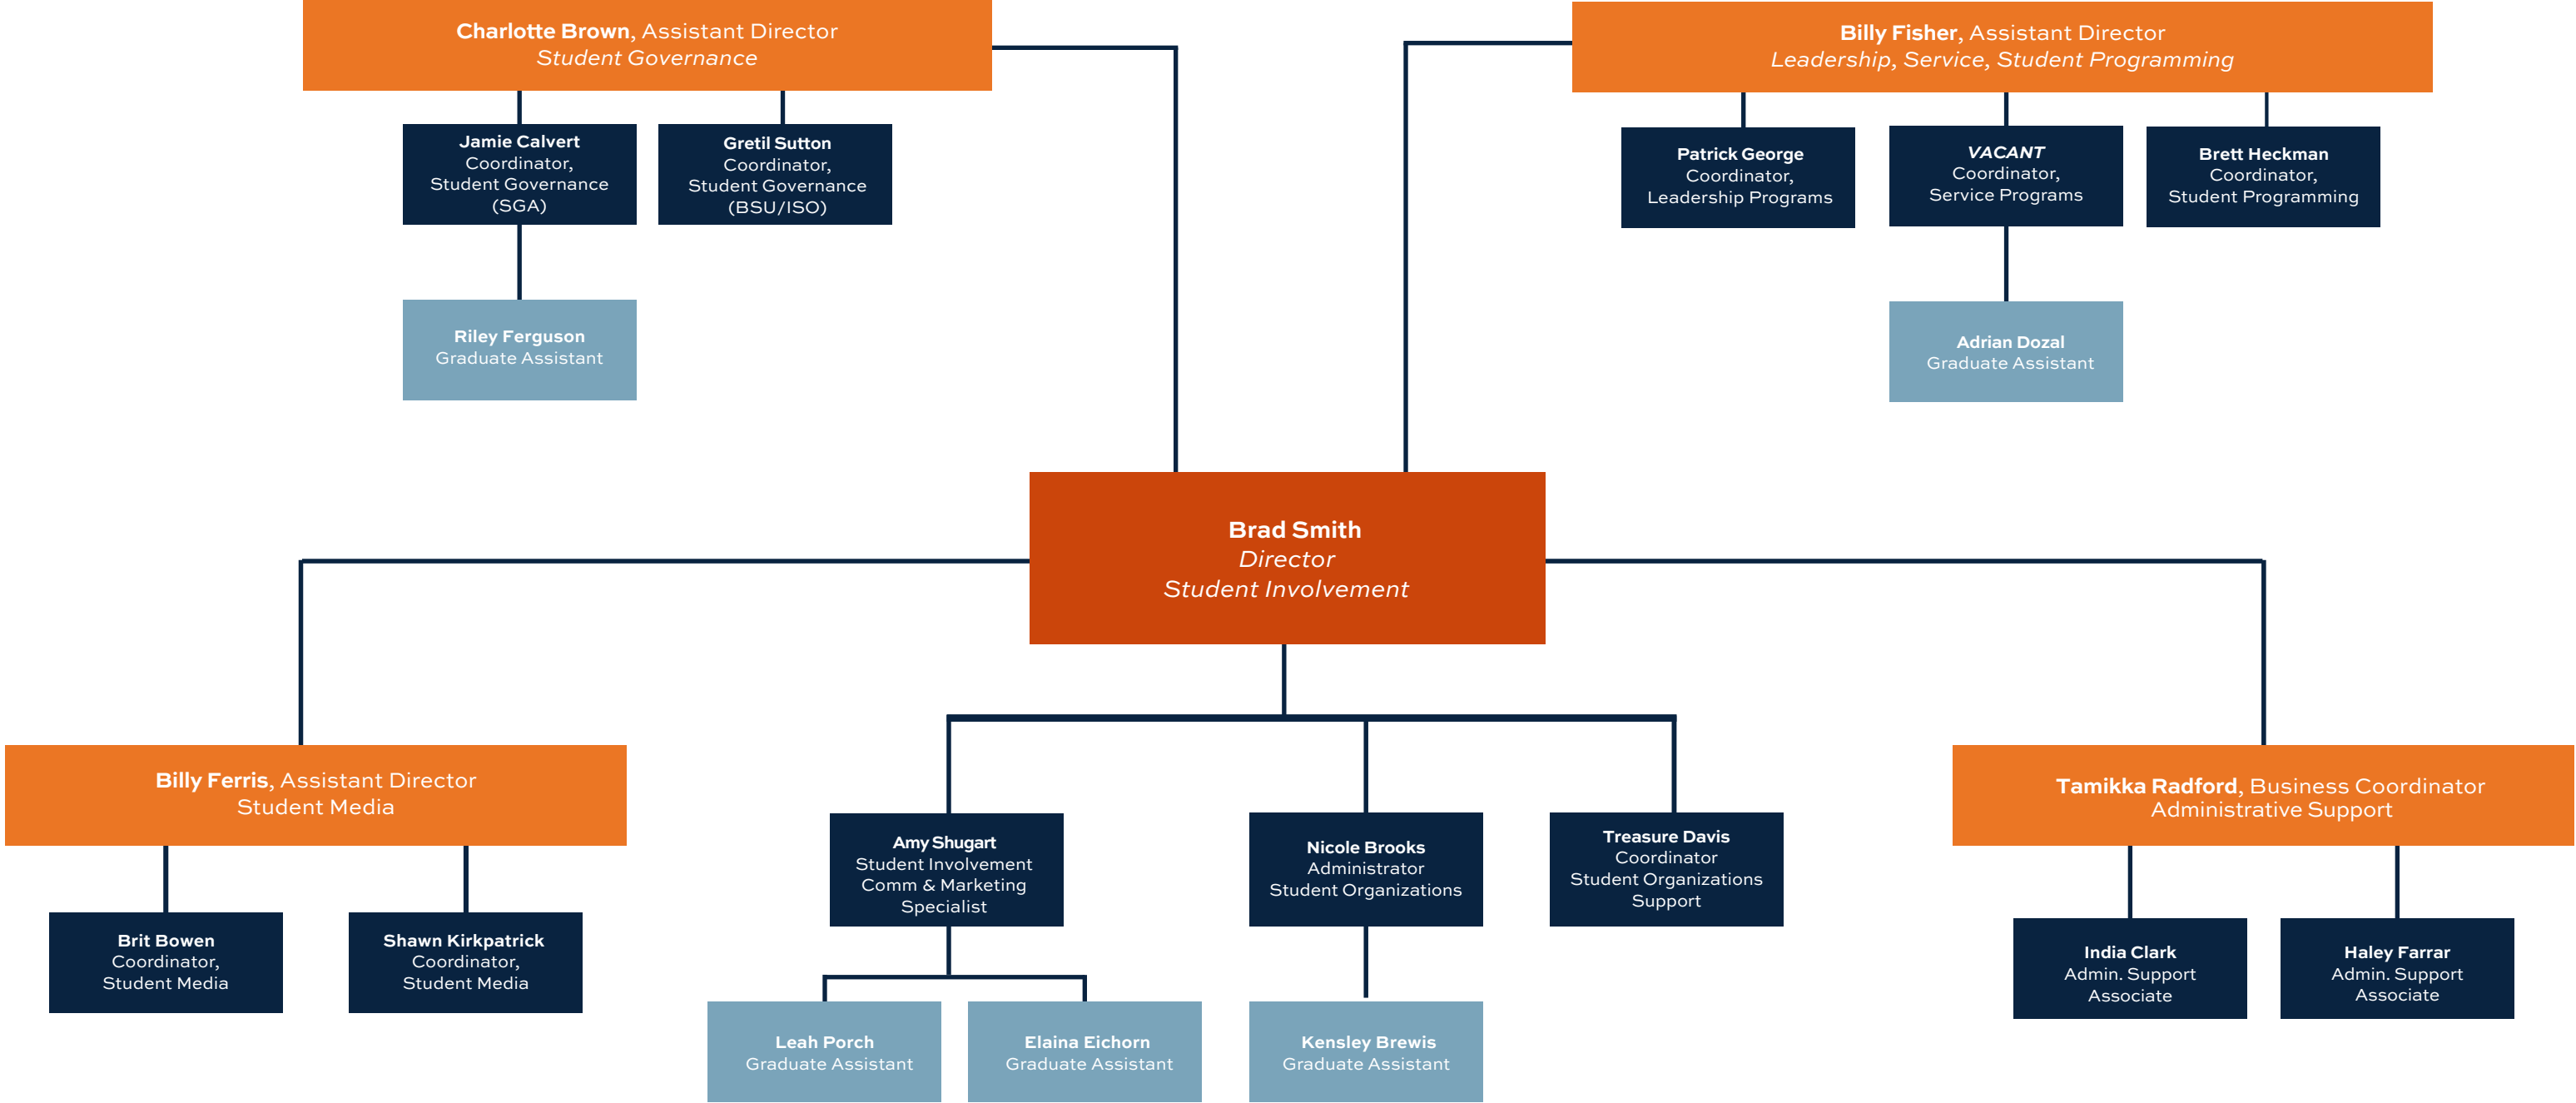 Charlotte Brown, Assistant Director
Student Governance
Billy Fisher, Assistant Director
Leadership, Service, Student Programming
Jamie Calvert
Coordinator,
Student Governance
(SGA)
Gretil Sutton
Coordinator,
Student Governance
(BSU/ISO)
Patrick George
Coordinator,
Leadership Programs
VACANT
Coordinator,
Service Programs
Brett Heckman
Coordinator,
Student Programming
Riley Ferguson
Graduate Assistant
Adrian Dozal
Graduate Assistant
Brad Smith
Director
Student Involvement
Billy Ferris, Assistant Director
Student Media
Tamikka Radford, Business Coordinator
Administrative Support
Amy Shugart
Student Involvement
Comm & Marketing
Specialist
Nicole Brooks
Administrator
Student Organizations
Treasure Davis
Coordinator
Student Organizations
Support
Brit Bowen
Coordinator,
Student Media
Shawn Kirkpatrick
Coordinator,
Student Media
India Clark
Admin. Support
Associate
Haley Farrar
Admin. Support
Associate
Leah Porch
Graduate Assistant
Elaina Eichorn
Graduate Assistant
Kensley Brewis
Graduate Assistant